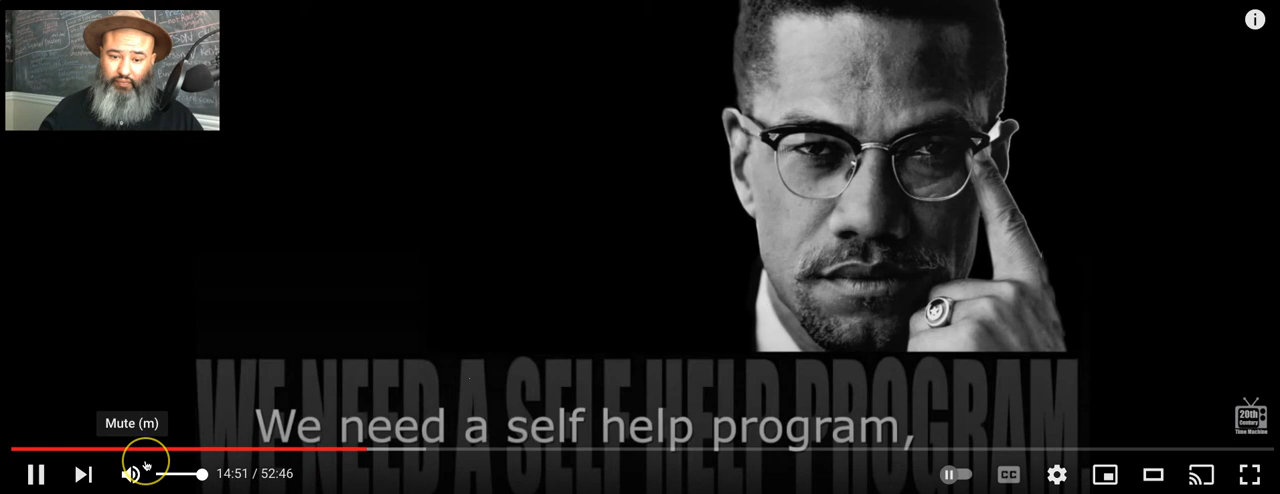 WE NEED A SELF HELP PROGRAM
We need a self help program,
20th
Century
Time Machine
Mute (m)
14:51 / 52:46
CC